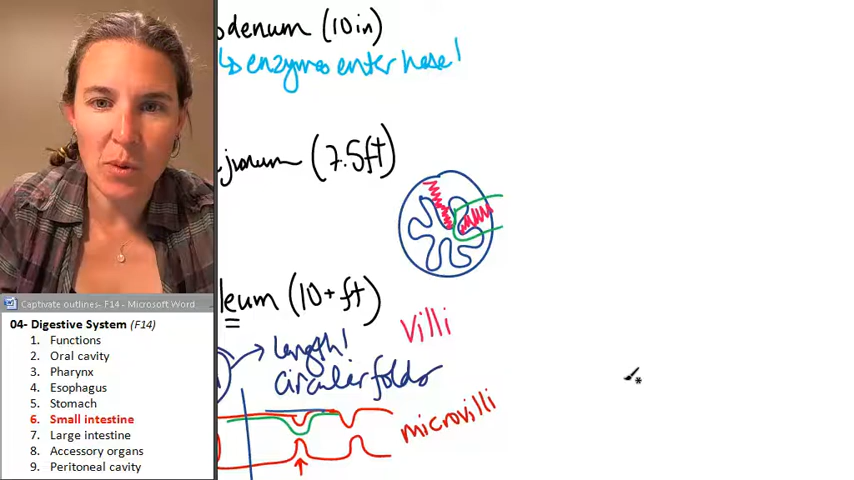 odenum (10in)
↳ enzymes enter here!
jejunum (7.5ft)
leum (10+ ft)
Villi
length!
circular folds
microvilli
Captivate outlines- F14 - Microsoft Word
04- Digestive System (F14)
1. Functions
2. Oral cavity
3. Pharynx
4. Esophagus
5. Stomach
6. Small intestine
7. Large intestine
8. Accessory organs
9. Peritoneal cavity